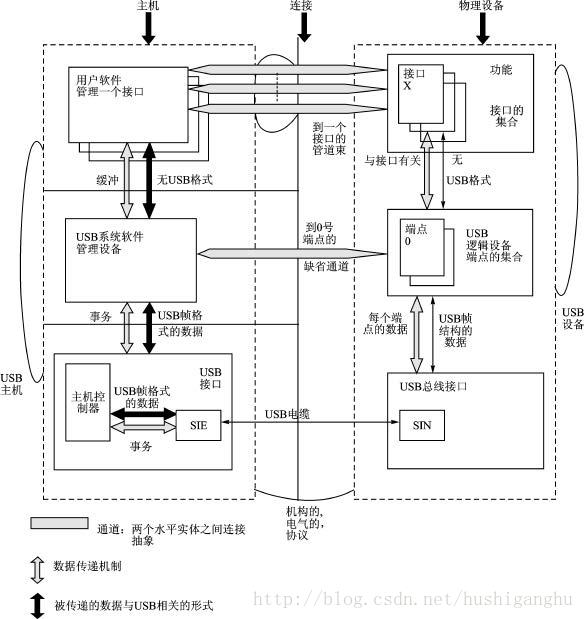 主机
连接
物理设备
用户软件
管理一个接口
接口
X
功能
接口的
集合
到一个
接口的
管道束
缓冲
无USB格式
与接口有关
无
USB格式
USB系统软件
管理设备
到0号
端点的
缺省通道
端点
0
USB
逻辑设备
端点的集合
事务
USB帧格
式的数据
每个端
点的数据
USB帧
结构的
数据
USB
设备
USB
主机
USB
接口
主机控
制器
USB帧格式
的数据
SIE
事务
USB电缆
USB总线接口
SIN
机构的,
电气的,
协议
通道：两个水平实体之间连接
抽象
数据传递机制
被传递的数据与USB相关的形式
http://blog.csdn.net/hushiganghu